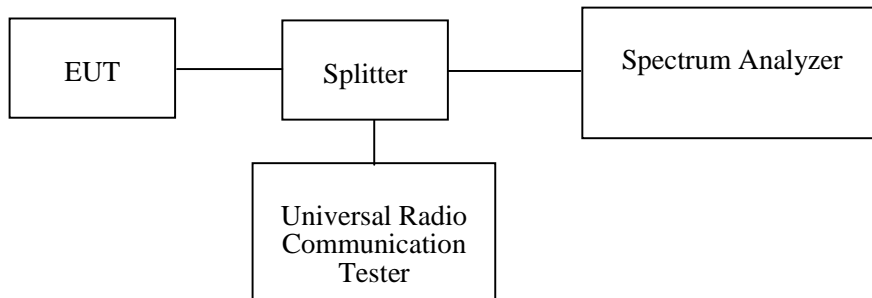 EUT
Splitter
Spectrum Analyzer
Universal Radio
Communication
Tester